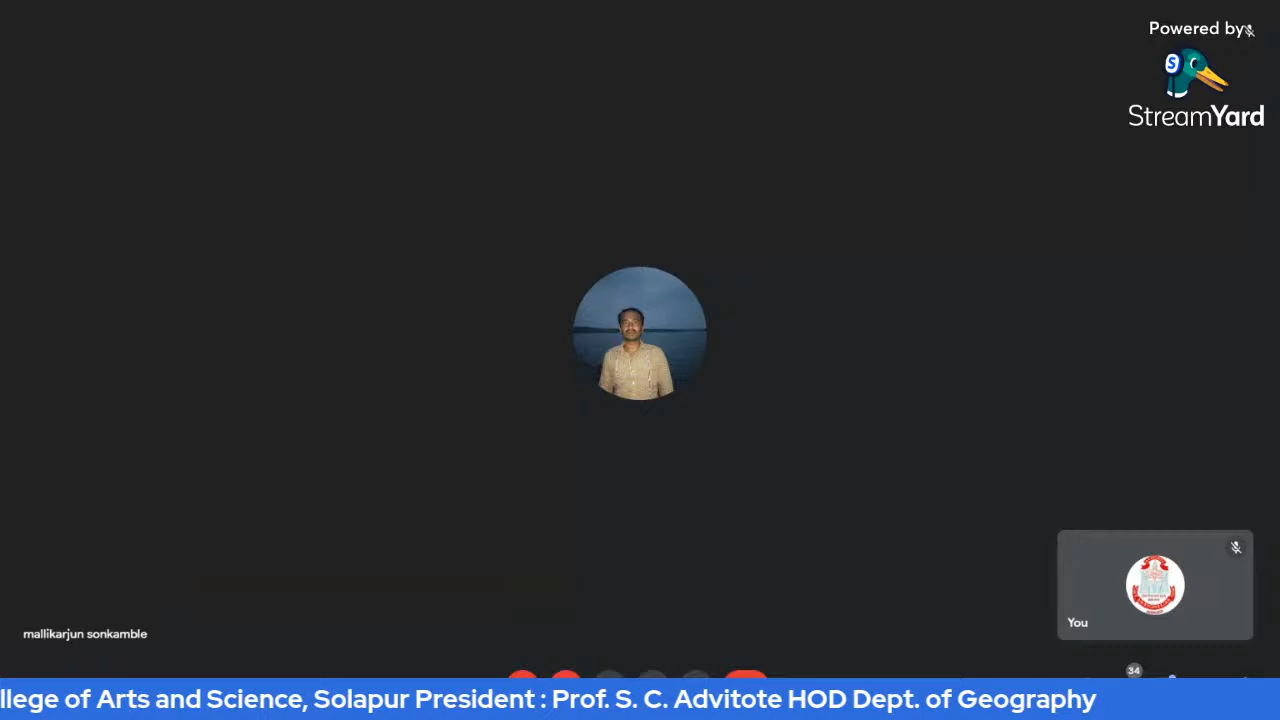 Powered by
S
StreamYard
You
mallikarjun sonkamble
34
llege of Arts and Science, Solapur President : Prof. S. C. Advitote HOD Dept. of Geography